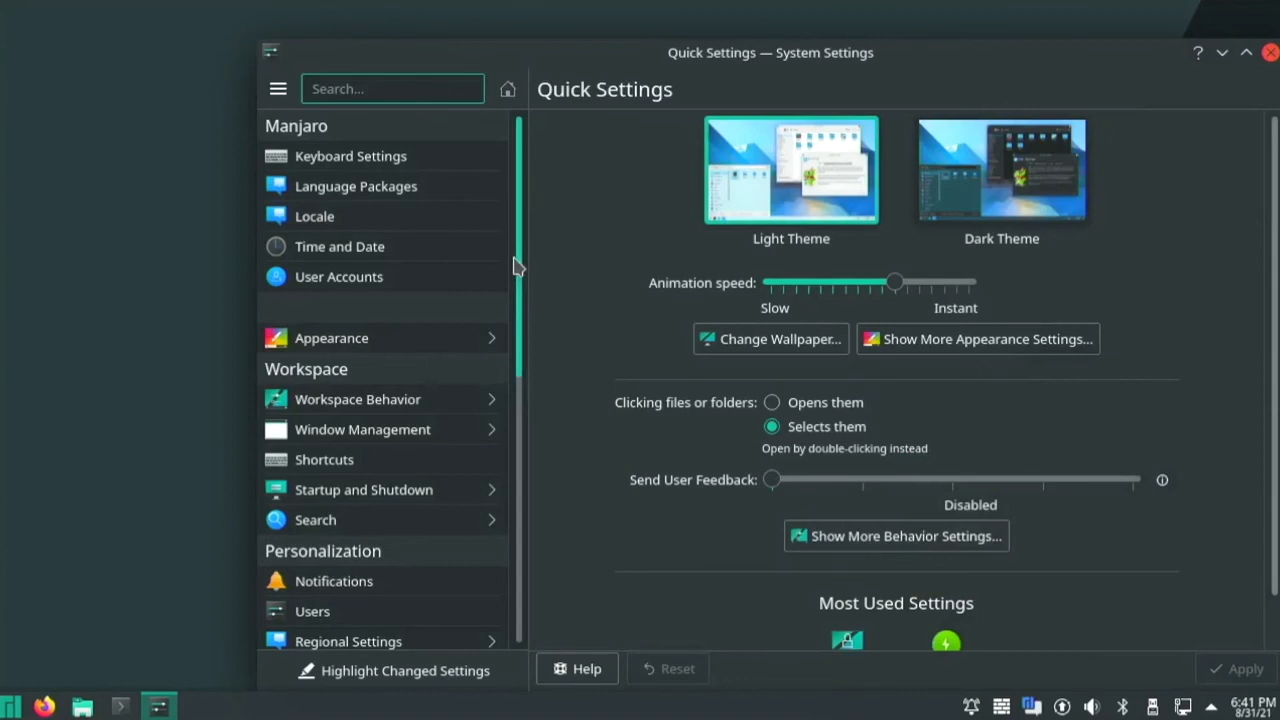 Quick Settings — System Settings
Search...
Quick Settings
Manjaro
Keyboard Settings
Language Packages
Locale
Time and Date
User Accounts
Appearance
Workspace
Workspace Behavior
Window Management
Shortcuts
Startup and Shutdown
Search
Personalization
Notifications
Users
Regional Settings
Highlight Changed Settings
Light Theme
Dark Theme
Animation speed:
Slow
Instant
Change Wallpaper...
Show More Appearance Settings...
Clicking files or folders:
Opens them
Selects them
Open by double-clicking instead
Send User Feedback:
Disabled
Show More Behavior Settings...
Most Used Settings
Help
Reset
Apply
6:41 PM
8/31/21